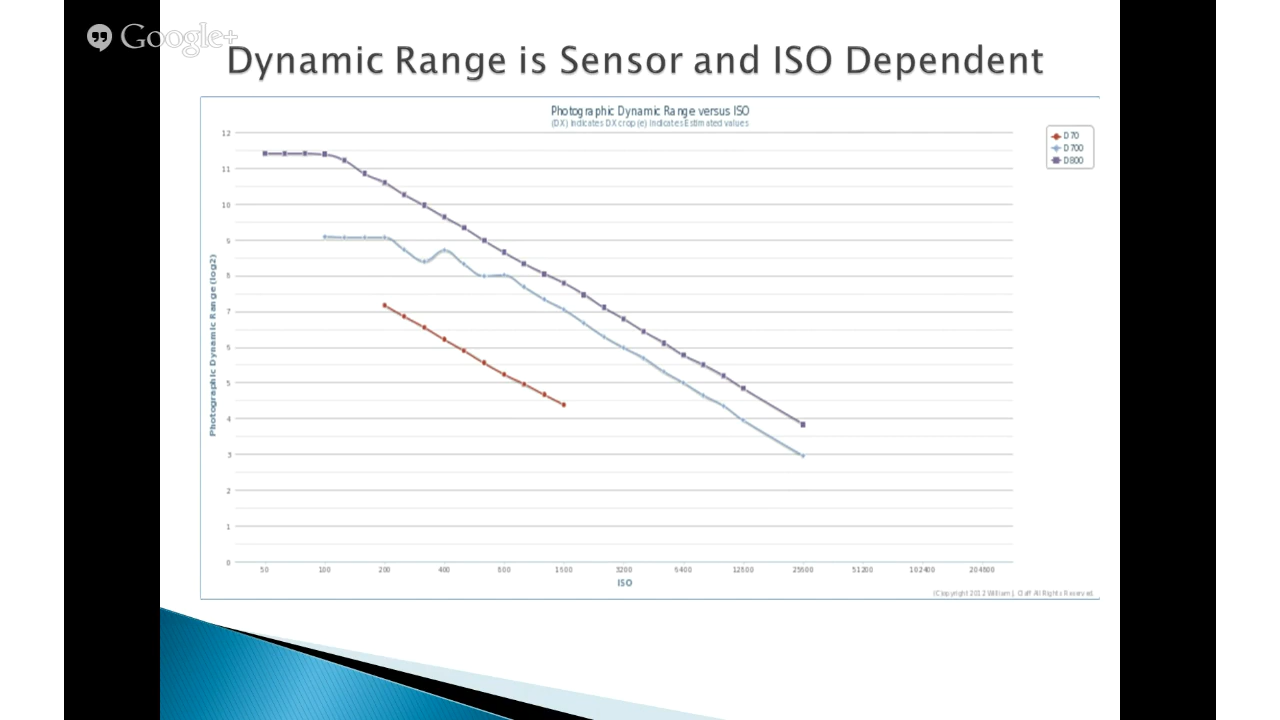 Google+
Dynamic Range is Sensor and ISO Dependent
Photographic Dynamic Range versus ISO
(DX) indicates DX crop (e) indicates Estimated values
D70
D700
D800
Photographic Dynamic Range (log2)
12
11
10
9
8
7
6
5
4
3
2
1
0
50 100 200 400 800 1600 3200 6400 12800 25600 51200 102400 204800
ISO
(C)opyright 2012 William J. Claff All Rights Reserved.